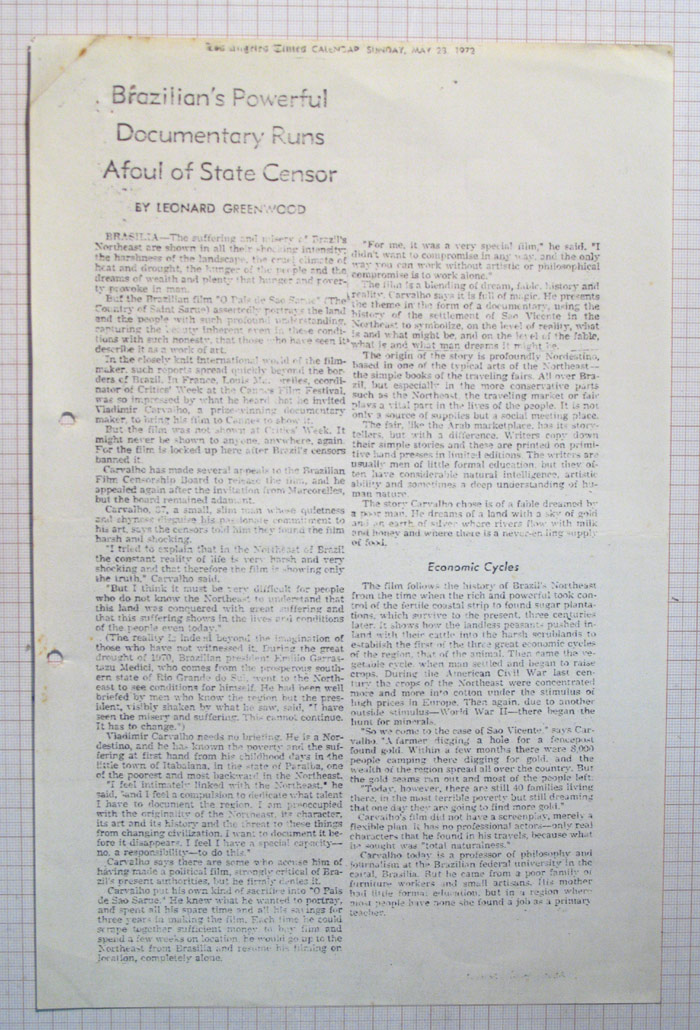 Los Angeles Times CALENDAR SUNDAY, MAY 23, 1972
Brazilian's Powerful
Documentary Runs
Afoul of State Censor
BY LEONARD GREENWOOD
BRASILIA—The suffering and misery of Brazil's
Northeast are shown in all their shocking intensity:
the harshness of the landscape, the cruel climate of
heat and drought, the hunger of the people and the
dreams of wealth and plenty that hunger and pover-
ty provoke in man.
But the Brazilian film "O Pais de Sao Sarue" (The
Country of Saint Sarue) assertedly portrays the land
and the people with such profound understanding,
capturing the beauty inherent even in these condi-
tions with such honesty, that those who have seen it
describe it as a work of art.
In the closely knit international world of the film-
maker, such reports spread quickly beyond the bor-
ders of Brazil. In France, Louis coordi-
nator of Critics' Week at the Cannes Film Festival,
was so impressed by what he heard that he invited
Vladimir Carvalho, a prize-winning documentary
maker, to bring his film to Cannes to show it.
But the film was not shown at Critics' Week. It
might never be shown to anyone, anywhere, again.
For the film is locked up here after Brazil's censors
banned it.
Carvalho has made several appeals to the Brazilian
Film Censorship Board to release the film, and he
appealed again after the invitation from Marcorelles,
but the board remained adamant.
Carvalho, 37, a small, slim man whose quietness
and shyness disguise his passionate commitment to
his art, says the censors told him they found the film
harsh and shocking.
"I tried to explain that in the Northeast of Brazil
the constant reality of life is very harsh and very
shocking and that therefore the film is showing only
the truth," Carvalho said.
"But I think it must be very difficult for people
who do not know the Northeast to understand that
this land was conquered with great suffering and
that this suffering shows in the lives and conditions
of the people even today."
(The reality is indeed beyond the imagination of
those who have not witnessed it. During the great
drought of 1970, Brazilian president Emilio Garras-
tazu Medici, who comes from the prosperous south-
ern state of Rio Grande do Sul, went to the North-
east to see conditions for himself. He had been well
briefed by men who know the region but the pres-
ident, visibly shaken by what he saw, said, "I have
seen the misery and suffering. This cannot continue.
It has to change.")
Vladimir Carvalho needs no briefing. He is a Nor-
destino, and he has known the poverty and the suf-
fering at first hand from his childhood days in the
little town of Itabaiana, in the state of Paraiba, one
of the poorest and most backward in the Northeast.
"I feel intimately linked with the Northeast," he
said, "and I feel a compulsion to dedicate what talent
I have to document the region. I am preoccupied
with the originality of the Northeast, its character,
its art and its history and the threat to these things
from changing civilization. I want to document it be-
fore it disappears. I feel I have a special capacity—
no, a responsibility—to do this."
Carvalho says there are some who accuse him of
having made a political film, strongly critical of Bra-
zil's present authorities, but he firmly denies it.
Carvalho put his own kind of sacrifice into "O Pais
de Sao Sarue." He knew what he wanted to portray,
and spent all his spare time and all his savings for
three years in making the film. Each time he could
scrape together sufficient money to buy film and
spend a few weeks on location, he would go up to the
Northeast from Brasilia and resume his filming on
location, completely alone.
"For me, it was a very special film," he said. "I
didn't want to compromise in any way, and the only
way you can work without artistic or philosophical
compromise is to work alone."
The film is a blending of dream, fable, history and
reality. Carvalho says it is full of magic. He presents
the theme in the form of a documentary, using the
history of the settlement of Sao Vicente in the
Northeast to symbolize, on the level of reality, what
is and what might be, and on the level of the fable,
what is and what man dreams it might be.
The origin of the story is profoundly Nordestino,
based in one of the typical arts of the Northeast—
the simple books of the traveling fairs. All over Bra-
zil, but especially in the more conservative parts
such as the Northeast, the traveling market or fair
plays a vital part in the lives of the people. It is not
only a source of supplies but a social meeting place.
The fair, like the Arab marketplace, has its story-
tellers, but with a difference. Writers copy down
their simple stories and these are printed on primi-
tive hand presses in limited editions. The writers are
usually men of little formal education, but they of-
ten have considerable natural intelligence, artistic
ability and sometimes a deep understanding of hu-
man nature.
The story Carvalho chose is of a fable dreamed by
a poor man. He dreams of a land with a sky of gold
and an earth of silver where rivers flow with milk
and honey and where there is a never-ending supply
of food.
Economic Cycles
The film follows the history of Brazil's Northeast
from the time when the rich and powerful took con-
trol of the fertile coastal strip to found sugar planta-
tions, which survive to the present, three centuries
later. It shows how the landless peasants pushed in-
land with their cattle into the harsh scrublands to
establish the first of the three great economic cycles
of the region, that of the animal. Then came the ve-
getable cycle, when man settled and began to raise
crops. During the American Civil War last cen-
tury the crops of the Northeast were concentrated
more and more into cotton under the stimulus of
high prices in Europe. Then again, due to another
outside stimulus—World War II—there began the
hunt for minerals.
"So we come to the case of Sao Vicente," says Car-
valho. "A farmer digging a hole for a fencepost
found gold. Within a few months there were 8,000
people camping there digging for gold, and the
wealth of the region spread all over the country. But
the gold seams ran out and most of the people left.
"Today, however, there are still 40 families living
there, in the most terrible poverty but still dreaming
that one day they are going to find more gold."
Carvalho's film did not have a screenplay, merely a
flexible plan. It has no professional actors—only real
characters that he found in his travels, because what
he sought was "total naturalness."
Carvalho today is a professor of philosophy and
journalism at the Brazilian federal university in the
capital, Brasilia. But he came from a poor family of
furniture workers and small artisans. His mother
had little formal education, but in a region where
most people have none she found a job as a primary
teacher.